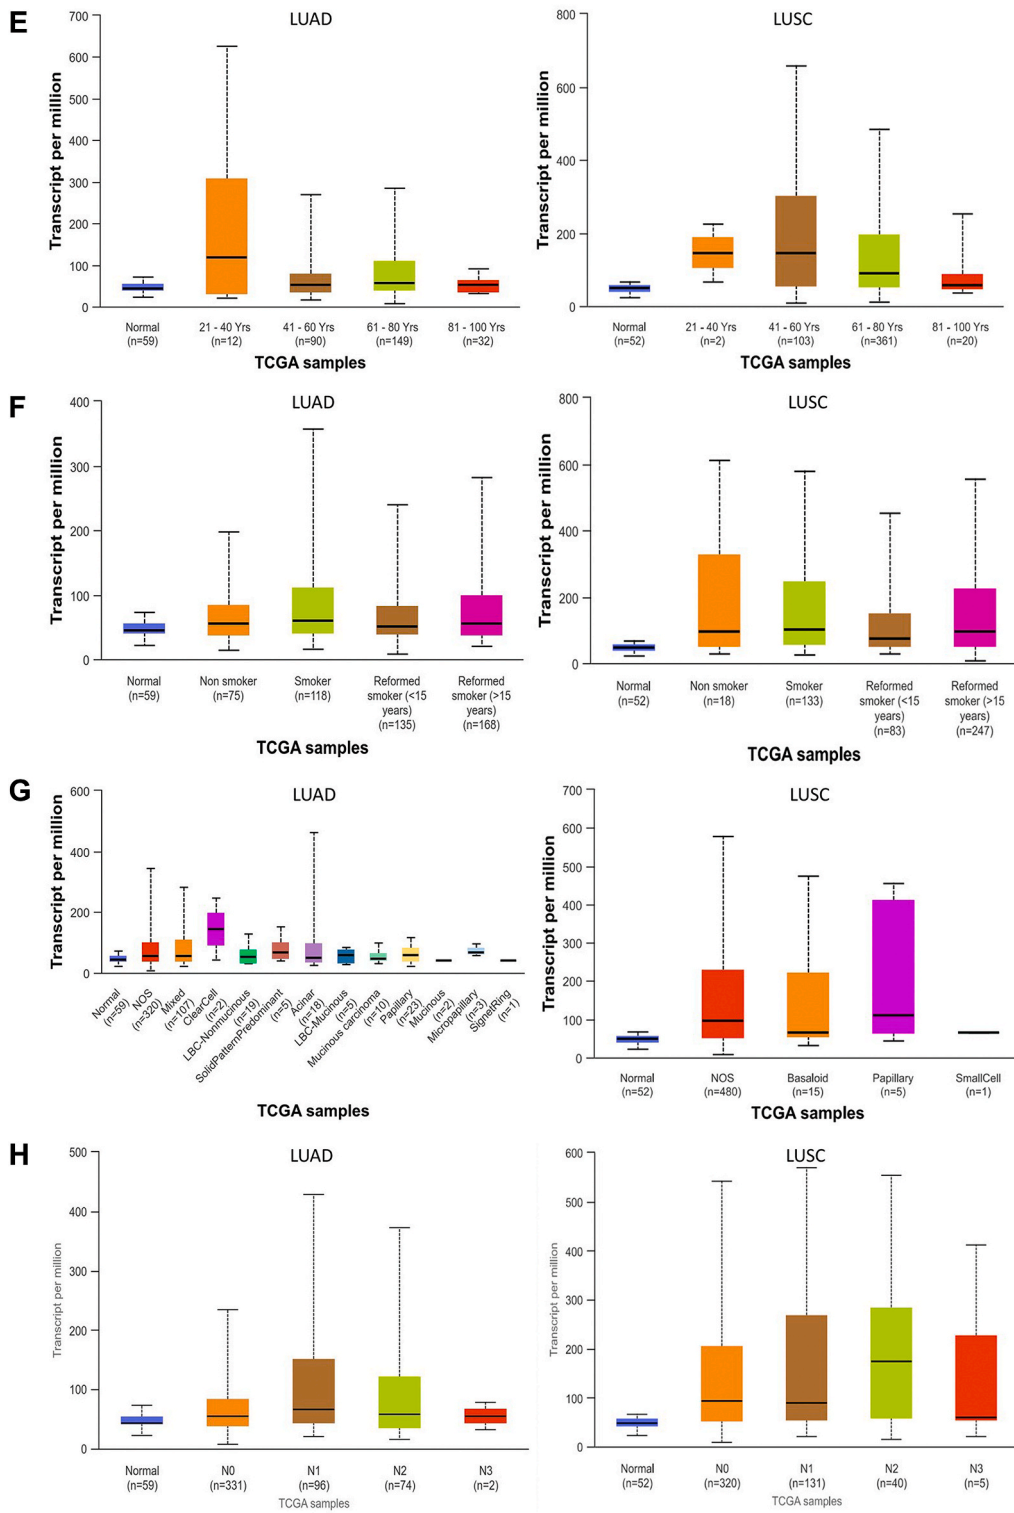 E
LUAD
Transcript per million
700
600
500
400
300
200
100
0
Normal (n=59)
21 - 40 Yrs (n=12)
41 - 60 Yrs (n=90)
61 - 80 Yrs (n=149)
81 - 100 Yrs (n=32)
TCGA samples
LUSC
Transcript per million
800
600
400
200
0
Normal (n=52)
21 - 40 Yrs (n=2)
41 - 60 Yrs (n=103)
61 - 80 Yrs (n=361)
81 - 100 Yrs (n=20)
TCGA samples
F
LUAD
Transcript per million
400
300
200
100
0
Normal (n=59)
Non smoker (n=75)
Smoker (n=118)
Reformed smoker (<15 years) (n=135)
Reformed smoker (>15 years) (n=168)
TCGA samples
LUSC
Transcript per million
800
600
400
200
0
Normal (n=52)
Non smoker (n=18)
Smoker (n=133)
Reformed smoker (<15 years) (n=83)
Reformed smoker (>15 years) (n=247)
TCGA samples
G
LUAD
Transcript per million
600
400
200
0
Normal (n=59)
NOS (n=320)
Mixed (n=107)
ClearCell (n=2)
LBC-Nonmucinous (n=19)
SolidPatternPredominant (n=5)
Acinar (n=18)
LBC-Mucinous (n=5)
Mucinous carcinoma (n=10)
Papillary (n=23)
Mucinous (n=2)
Micropapillary (n=3)
SignetRing (n=1)
TCGA samples
LUSC
Transcript per million
700
600
500
400
300
200
100
0
Normal (n=52)
NOS (n=480)
Basaloid (n=15)
Papillary (n=5)
SmallCell (n=1)
TCGA samples
H
LUAD
Transcript per million
500
400
300
200
100
0
Normal (n=59)
N0 (n=331)
N1 (n=96)
N2 (n=74)
N3 (n=2)
TCGA samples
LUSC
Transcript per million
600
500
400
300
200
100
0
Normal (n=52)
N0 (n=320)
N1 (n=131)
N2 (n=40)
N3 (n=5)
TCGA samples